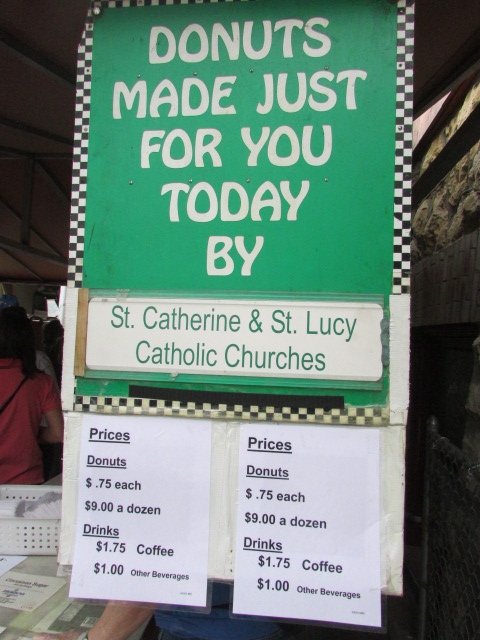 DONUTS
MADE JUST
FOR YOU
TODAY
BY
St. Catherine & St. Lucy
Catholic Churches
Prices
Donuts
$ .75 each
$9.00 a dozen
Drinks
$1.75 Coffee
$1.00 Other Beverages
Prices
Donuts
$ .75 each
$9.00 a dozen
Drinks
$1.75 Coffee
$1.00 Other Beverages